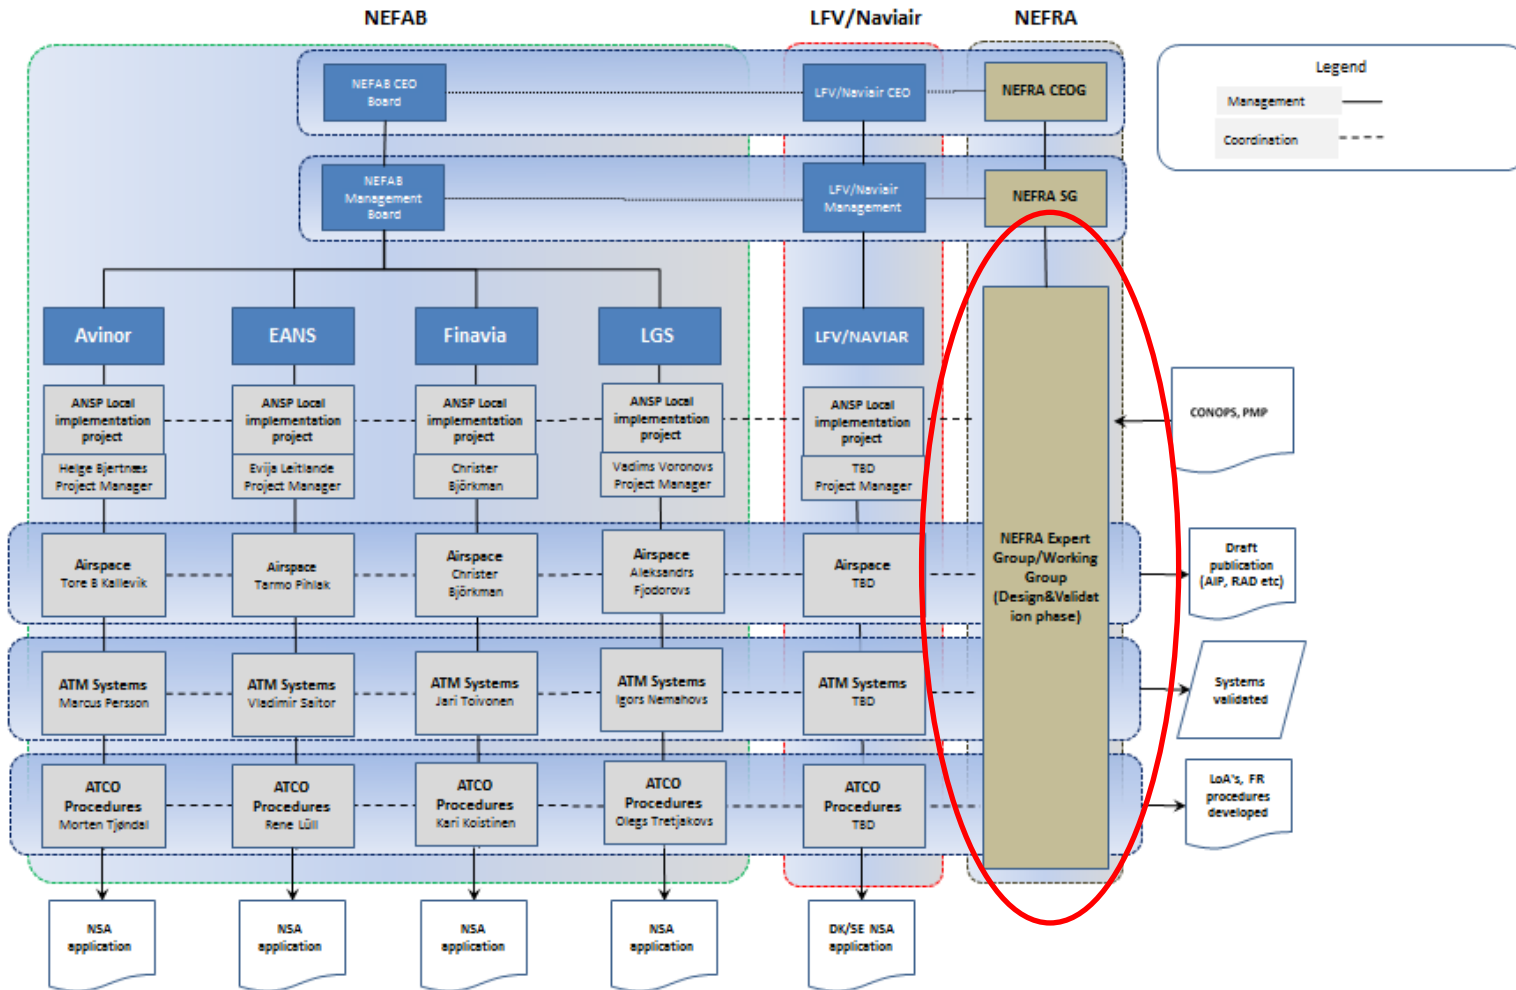 NEFAB
LFV/Naviair
NEFRA
NEFAB CEO
Board
LFV/Naviair CEO
NEFRA CEOG
Legend
Management
Coordination
NEFAB
Management
Board
LFV/Naviair
Management
NEFRA SG
Avinor
EANS
Finavia
LGS
LFV/NAVIAR
ANSP Local
implementation
project
Helge Bjertnæs
Project Manager
ANSP Local
implementation
project
Evija Leitlande
Project Manager
ANSP Local
implementation
project
Christer
Björkman
ANSP Local
implementation
project
Vadims Voronovs
Project Manager
ANSP Local
implementation
project
TBD
Project Manager
CONOPS, PMP
Airspace
Tore B Kallevik
Airspace
Tarmo Pihlak
Airspace
Christer
Björkman
Airspace
Aleksandrs
Fjodorovs
Airspace
TBD
NEFRA Expert
Group/Working
Group
(Design&Validat
ion phase)
Draft
publication
(AIP, RAD etc)
ATM Systems
Marcus Persson
ATM Systems
Vladimir Saitor
ATM Systems
Jari Toivonen
ATM Systems
Igors Nemahovs
ATM Systems
TBD
Systems
validated
ATCO
Procedures
Morten Tjøndal
ATCO
Procedures
Rene Lüll
ATCO
Procedures
Kari Koistinen
ATCO
Procedures
Olegs Tretjakovs
ATCO
Procedures
TBD
LoA's, FR
procedures
developed
NSA
application
NSA
application
NSA
application
NSA
application
DK/SE NSA
application